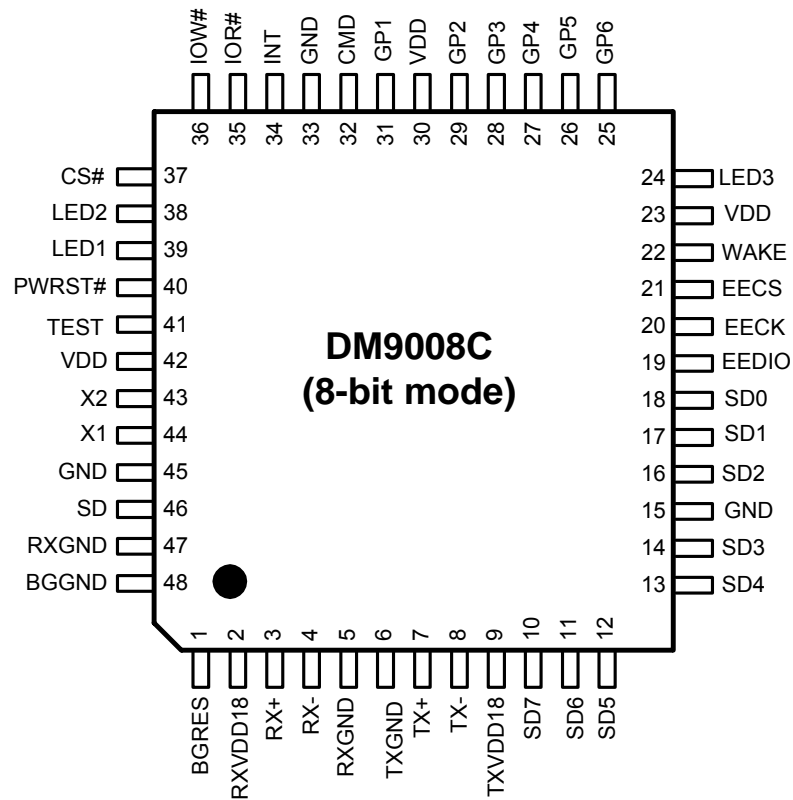 IOW# IOR# INT GND CMD GP1 VDD GP2 GP3 GP4 GP5 GP6
36 35 34 33 32 31 30 29 28 27 26 25
CS# 37
LED2 38
LED1 39
PWRST# 40
TEST 41
VDD 42
X2 43
X1 44
GND 45
SD 46
RXGND 47
BGGND 48
DM9008C
(8-bit mode)
24 LED3
23 VDD
22 WAKE
21 EECS
20 EECK
19 EEDIO
18 SD0
17 SD1
16 SD2
15 GND
14 SD3
13 SD4
1 2 3 4 5 6 7 8 9 10 11 12
BGRES RXVDD18 RX+ RX- RXGND TXGND TX+ TX- TXVDD18 SD7 SD6 SD5